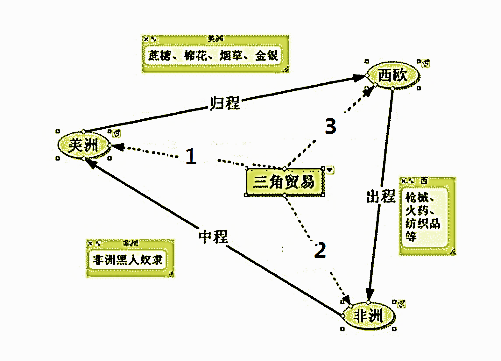 美洲
蔗糖、棉花、烟草、金银
西欧
归程
3
美洲
1
三角贸易
出程
西
枪械、
火药、
纺织品
等
中程
2
非洲
非洲黑人奴隶
非洲